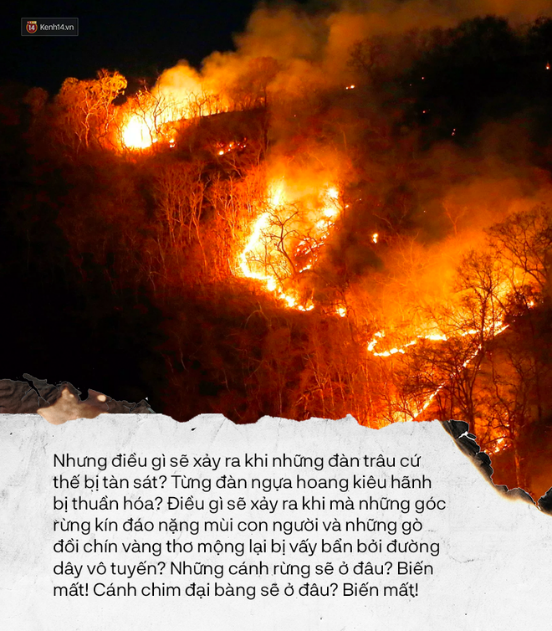 Kenh14.vn
Nhưng điều gì sẽ xảy ra khi những đàn trâu cứ
thế bị tàn sát? Từng đàn ngựa hoang kiêu hãnh
bị thuần hóa? Điều gì sẽ xảy ra khi mà những góc
rừng kín đáo nặng mùi con người và những gò
đồi chín vàng thơ mộng lại bị vấy bẩn bởi đường
dây vô tuyến? Những cánh rừng sẽ ở đâu? Biến
mất! Cánh chim đại bàng sẽ ở đâu? Biến mất!